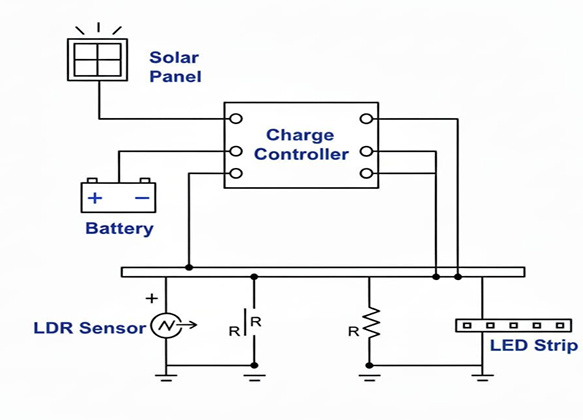 Solar
Panel
Charge
Controller
+ −
Battery
+
LDR Sensor
R
R
R
LED Strip